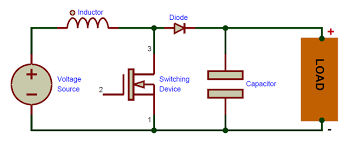 Inductor
Diode
+
3
Voltage
Source
2
Switching
Device
Capacitor
LOAD
1
-